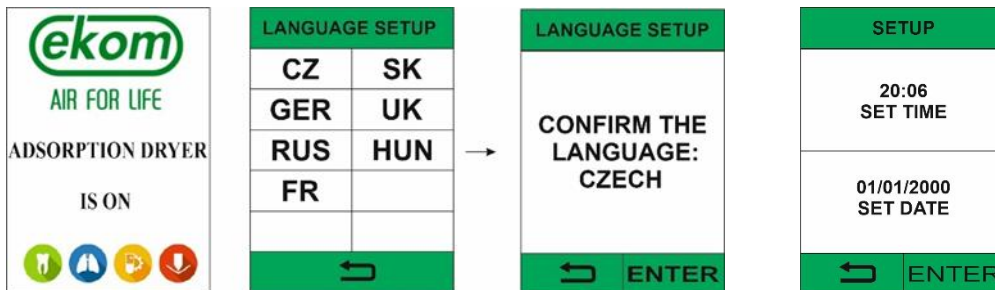 ekom
AIR FOR LIFE
ADSORPTION DRYER
IS ON
LANGUAGE SETUP
CZ SK
GER UK
RUS HUN
FR
LANGUAGE SETUP
CONFIRM THE
LANGUAGE:
CZECH
ENTER
SETUP
20:06
SET TIME
01/01/2000
SET DATE
ENTER